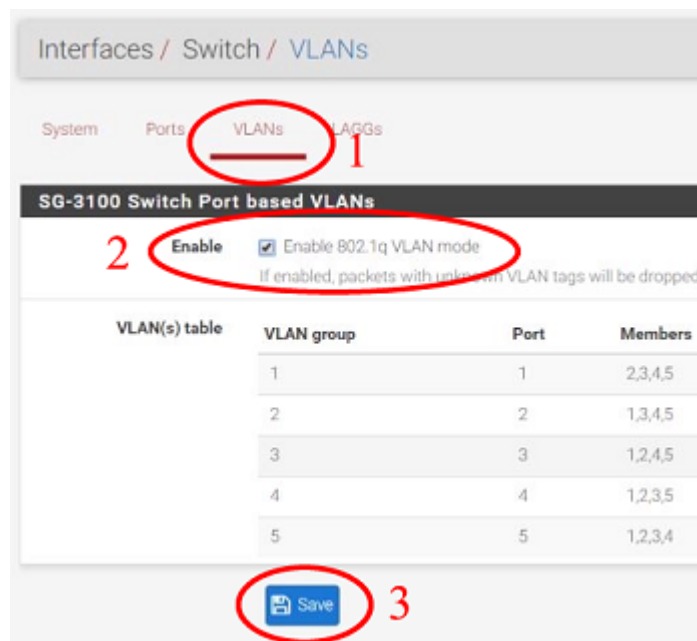 Interfaces / Switch / VLANs
System Ports VLANs LAGGs
1
SG-3100 Switch Port based VLANs
2 Enable Enable 802.1q VLAN mode
If enabled, packets with unknown VLAN tags will be dropped
VLAN(s) table VLAN group Port Members
1 1 2,3,4,5
2 2 1,3,4,5
3 3 1,2,4,5
4 4 1,2,3,5
5 5 1,2,3,4
Save 3